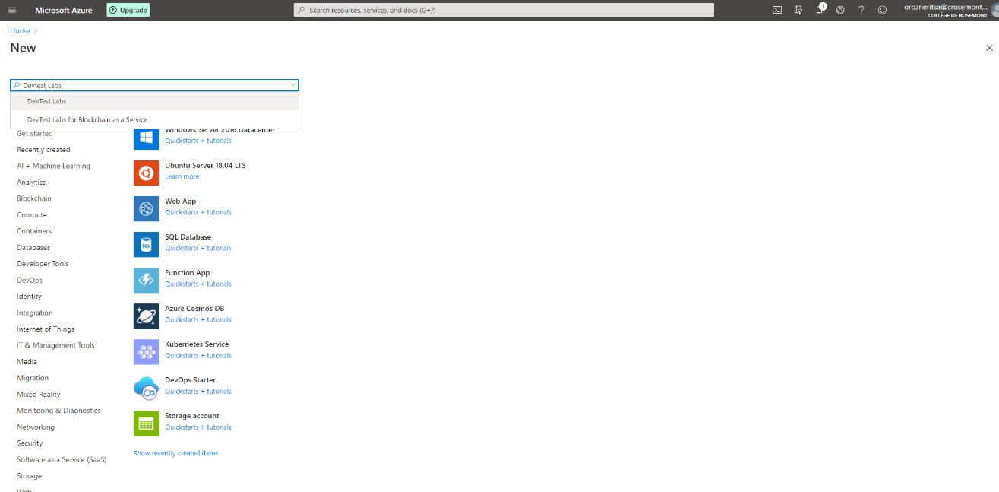 Microsoft Azure
Upgrade
Search resources, services, and docs (G+/)
1
orozneritsa@crosemont...
COLLÈGE DE ROSEMONT
Home
New
Devtest Labs
DevTest Labs
DevTest Labs for Blockchain as a Service
Get started
Recently created
AI + Machine Learning
Analytics
Blockchain
Compute
Containers
Databases
Developer Tools
DevOps
Identity
Integration
Internet of Things
IT & Management Tools
Media
Migration
Mixed Reality
Monitoring & Diagnostics
Networking
Security
Software as a Service (SaaS)
Storage
Web
Windows Server 2016 Datacenter
Quickstarts + tutorials
Ubuntu Server 18.04 LTS
Learn more
Web App
Quickstarts + tutorials
SQL
SQL Database
Quickstarts + tutorials
Function App
Quickstarts + tutorials
Azure Cosmos DB
Quickstarts + tutorials
Kubernetes Service
Quickstarts + tutorials
DevOps Starter
Quickstarts + tutorials
Storage account
Quickstarts + tutorials
Show recently created items